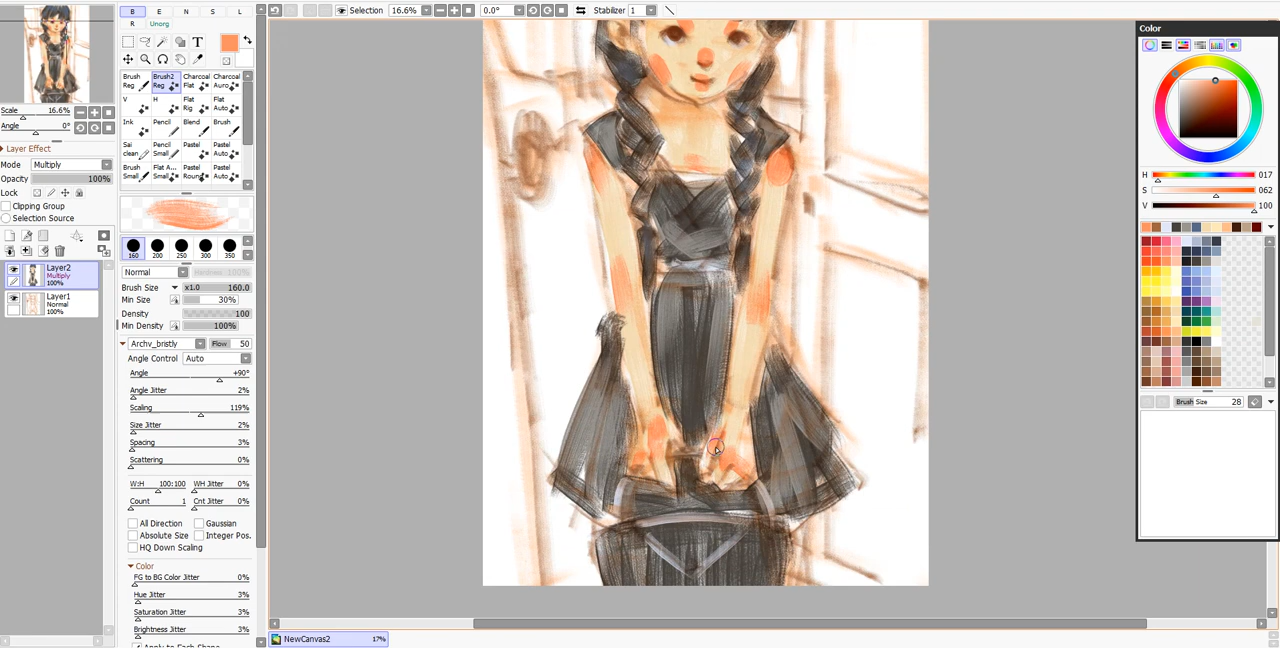 B E N S L
R Unorg
T
Selection 16.6% 0.0° Stabilizer 1
Scale 16.6%
Angle 0°
Layer Effect
Mode Multiply
Opacity 100%
Lock
Clipping Group
Selection Source
Layer2
Multiply
100%
Layer1
Normal
100%
Brush Reg
Brush2 Reg
Charcoal Flat
Charcoal Auro
V
H
Flat Rig
Flat Auto
Ink
Pencil
Blend
Brush
Sai clean
Pencil Small
Pastel
Pastel
Brush Small
Flat A... Small
Pastel Roun
Pastel Auto
160 200 250 300 350
Normal Hardness 100%
Brush Size x1.0 160.0
Min Size 30%
Density 100
Min Density 100%
Archv_bristly Flow 50
Angle Control Auto
Angle +90°
Angle Jitter 2%
Scaling 119%
Size Jitter 2%
Spacing 3%
Scattering 0%
W:H 100:100 WH Jitter 0%
Count 1 Cnt Jitter 0%
All Direction Gaussian
Absolute Size Integer Pos.
HQ Down Scaling
Color
FG to BG Color Jitter 0%
Hue Jitter 3%
Saturation Jitter 3%
Brightness Jitter 3%
Apply to Each Shape
NewCanvas2 17%
Color
H 017
S 062
V 100
Brush Size 28